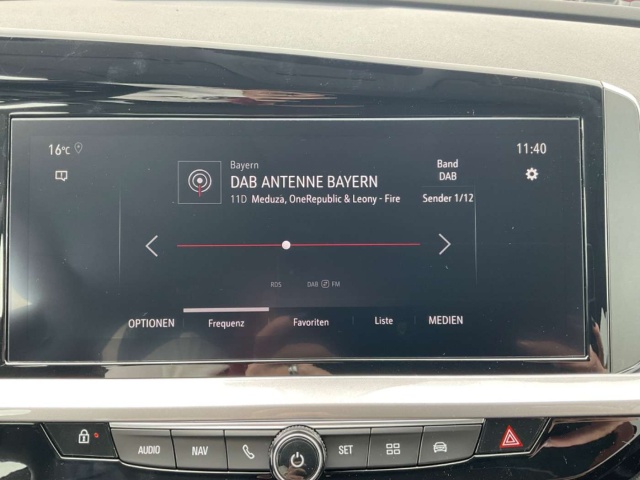 16°C
11:40
Bayern
DAB ANTENNE BAYERN
11D Meduza, OneRepublic & Leony - Fire
Band
DAB
Sender 1/12
RDS DAB FM
OPTIONEN Frequenz Favoriten Liste MEDIEN
AUDIO NAV SET